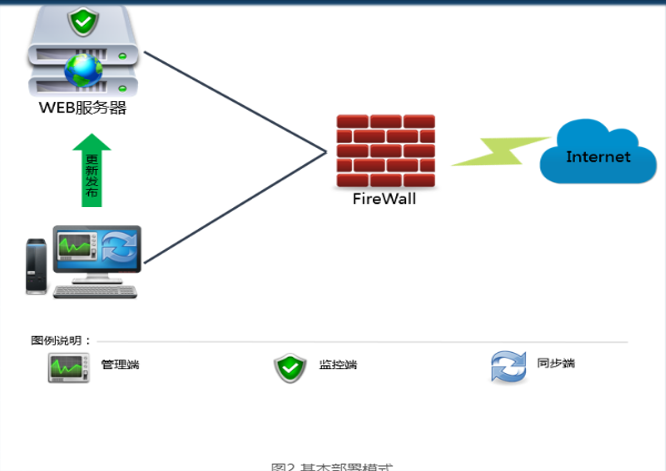 WEB服务器
更新发布
FireWall
Internet
图例说明：
管理端
监控端
同步端
图2 基本部署模式